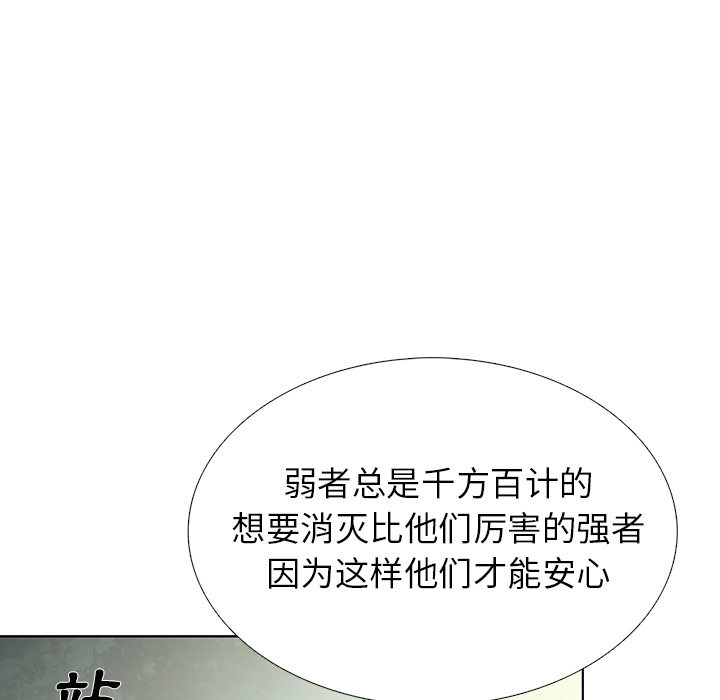 弱者总是千方百计的
想要消灭比他们厉害的强者
因为这样他们才能安心
站